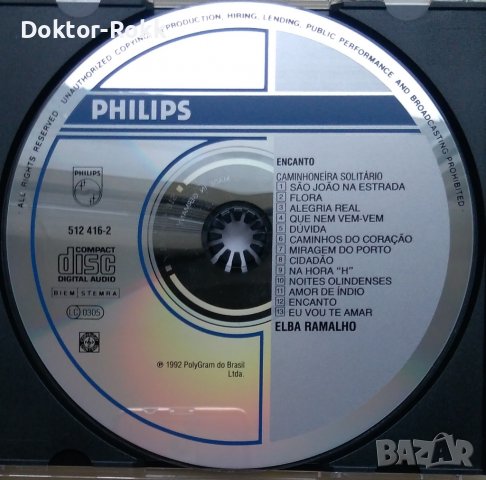 Doktor-Rokk
ALL RIGHTS RESERVED. UNAUTHORIZED COPYING, REPRODUCTION, HIRING, LENDING, PUBLIC PERFORMANCE AND BROADCASTING PROHIBITED
PHILIPS
PHILIPS
512 416-2
COMPACT
disc
DIGITAL AUDIO
BIEM STEMRA
LC 0305
℗ 1992 PolyGram do Brasil
Ltda.
ENCANTO
CAMINHONEIRA SOLITÁRIO
1 SÃO JOÃO NA ESTRADA
2 FLORA
3 ALEGRIA REAL
4 QUE NEM VEM-VEM
5 DÚVIDA
6 CAMINHOS DO CORAÇÃO
7 MIRAGEM DO PORTO
8 CIDADÃO
9 NA HORA "H"
10 NOITES OLINDENSES
11 AMOR DE ÍNDIO
12 ENCANTO
13 EU VOU TE AMAR
ELBA RAMALHO
BAZAR